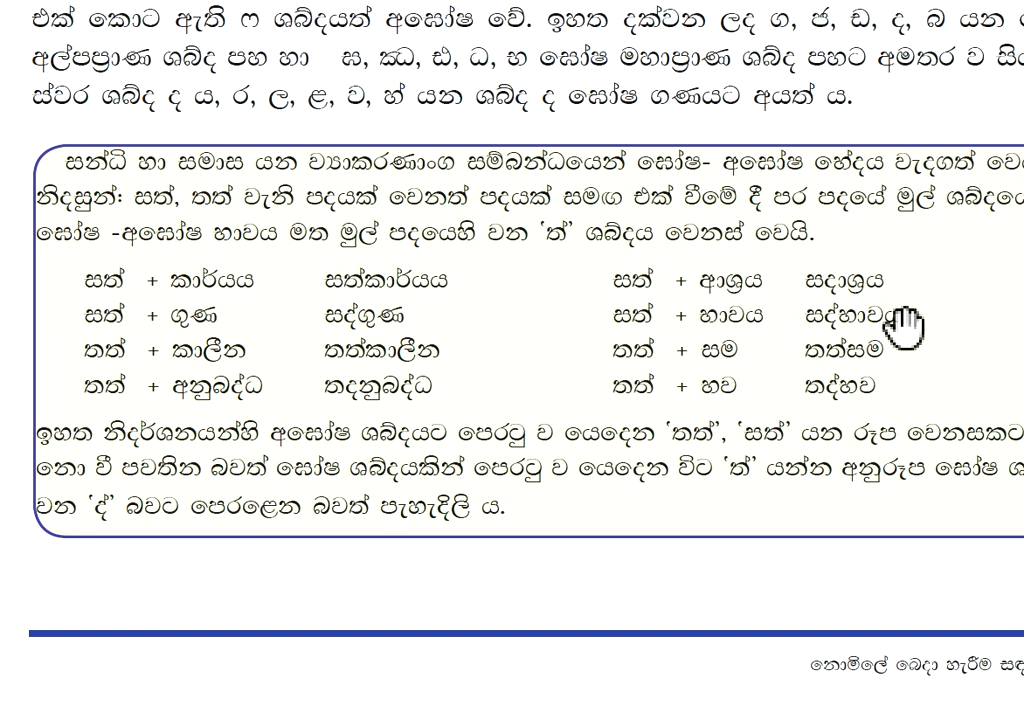 එක් කොට ඇති ෆ ශබ්දයත් අඝෝෂ වේ. ඉහත දක්වන ලද ග, ජ, ඩ, ද, බ යන
අල්පප්‍රාණ ශබ්ද පහ හා ඝ, ඣ, ඪ, ධ, භ ඝෝෂ මහාප්‍රාණ ශබ්ද පහට අමතර ව
ස්වර ශබ්ද ද ය, ර, ල, ළ, ව, හ් යන ශබ්ද ද ඝෝෂ ගණයට අයත් ය.
සන්ධි හා සමාස යන ව්‍යාකරණාංග සම්බන්ධයෙන් ඝෝෂ- අඝෝෂ හේදය වැදගත්
නිදසුන්: සත්, තත් වැනි පදයක් වෙනත් පදයක් සමඟ එක් වීමේ දී පර පදයේ මුල්
ඝෝෂ -අඝෝෂ භාවය මත මුල් පදයෙහි වන ‘ත්’ ශබ්දය වෙනස් වෙයි.
සත් + කාර්යය සත්කාර්යය සත් + ආශ්‍රය සදාශ්‍රය
සත් + ගුණ සද්ගුණ සත් + භාවය සද්භාවය
තත් + කාලීන තත්කාලීන තත් + සම තත්සම
තත් + අනුබද්ධ තදනුබද්ධ තත් + භව තද්භව
ඉහත නිදර්ශනයන්හි අඝෝෂ ශබ්දයට පෙරටු ව යෙදෙන ‘තත්’, ‘සත්’ යන රූප වෙනසකට
නො වී පවතින බවත් ඝෝෂ ශබ්දයකින් පෙරටු ව යෙදෙන විට ‘ත්’ යන්න අනුරූප ඝෝෂ
වන ‘ද්’ බවට පෙරළෙන බවත් පැහැදිලි ය.
නොමිලේ බෙදා හැරීම